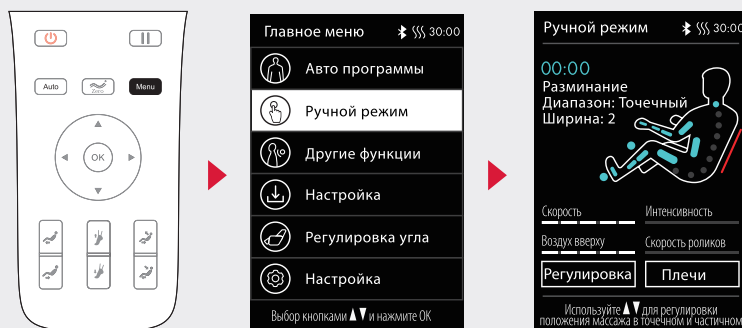 Auto
Zero
Menu
OK
Главное меню 30:00
Авто программы
Ручной режим
Другие функции
Настройка
Регулировка угла
Настройка
Выбор кнопками и нажмите OK
Ручной режим 30:00
00:00
Разминание
Диапазон: Точечный
Ширина: 2
Скорость Интенсивность
Воздух вверху Скорость роликов
Регулировка Плечи
Используйте для регулировки
положения массажа в точечном и частичном